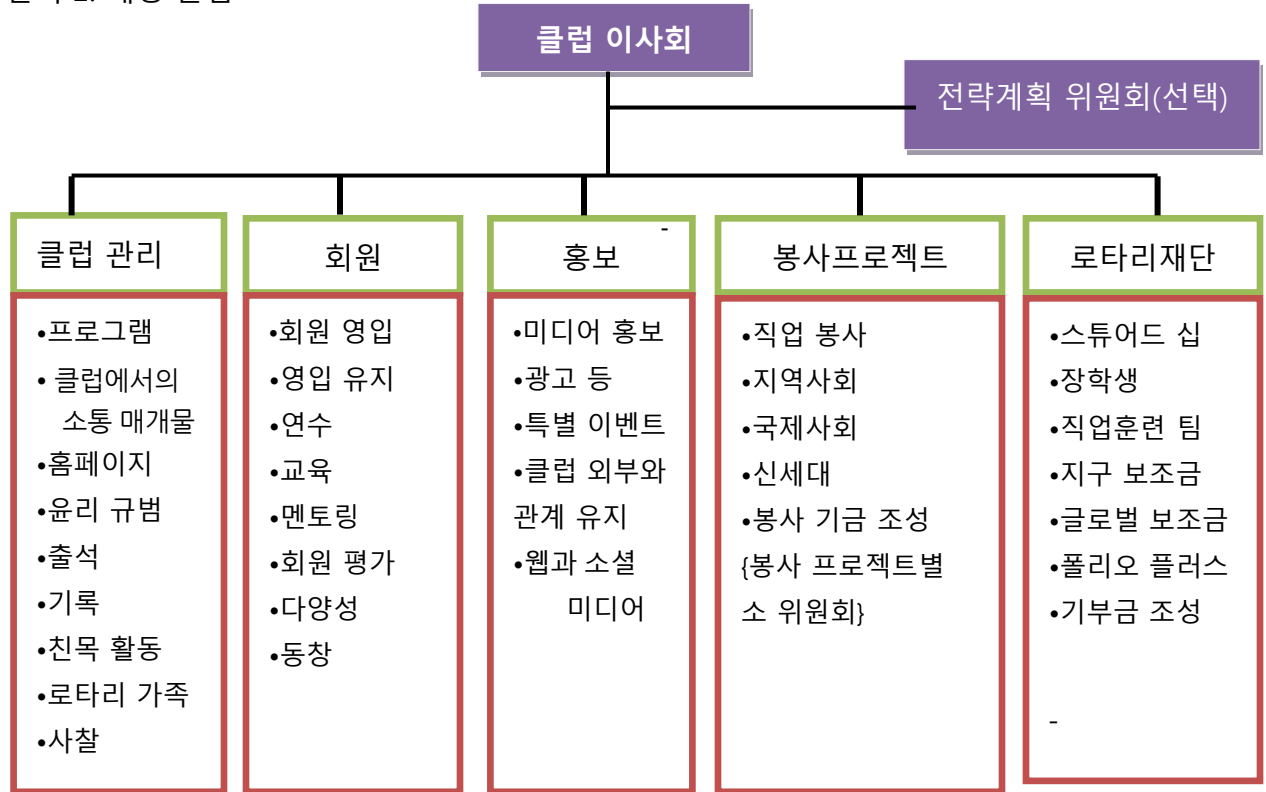 클럽 이사회
전략계획 위원회(선택)
클럽 관리
•프로그램
• 클럽에서의
소통 매개물
•홈페이지
•윤리 규범
•출석
•기록
•친목 활동
•로타리 가족
•사찰
회원
•회원 영입
•영입 유지
•연수
•교육
•멘토링
•회원 평가
•다양성
•동창
-
홍보
•미디어 홍보
•광고 등
•특별 이벤트
•클럽 외부와
관계 유지
•웹과 소셜
미디어
봉사프로젝트
•직업 봉사
•지역사회
•국제사회
•신세대
•봉사 기금 조성
{봉사 프로젝트별
소 위원회}
로타리재단
•스튜어드 십
•장학생
•직업훈련 팀
•지구 보조금
•글로벌 보조금
•폴리오 플러스
•기부금 조성
-